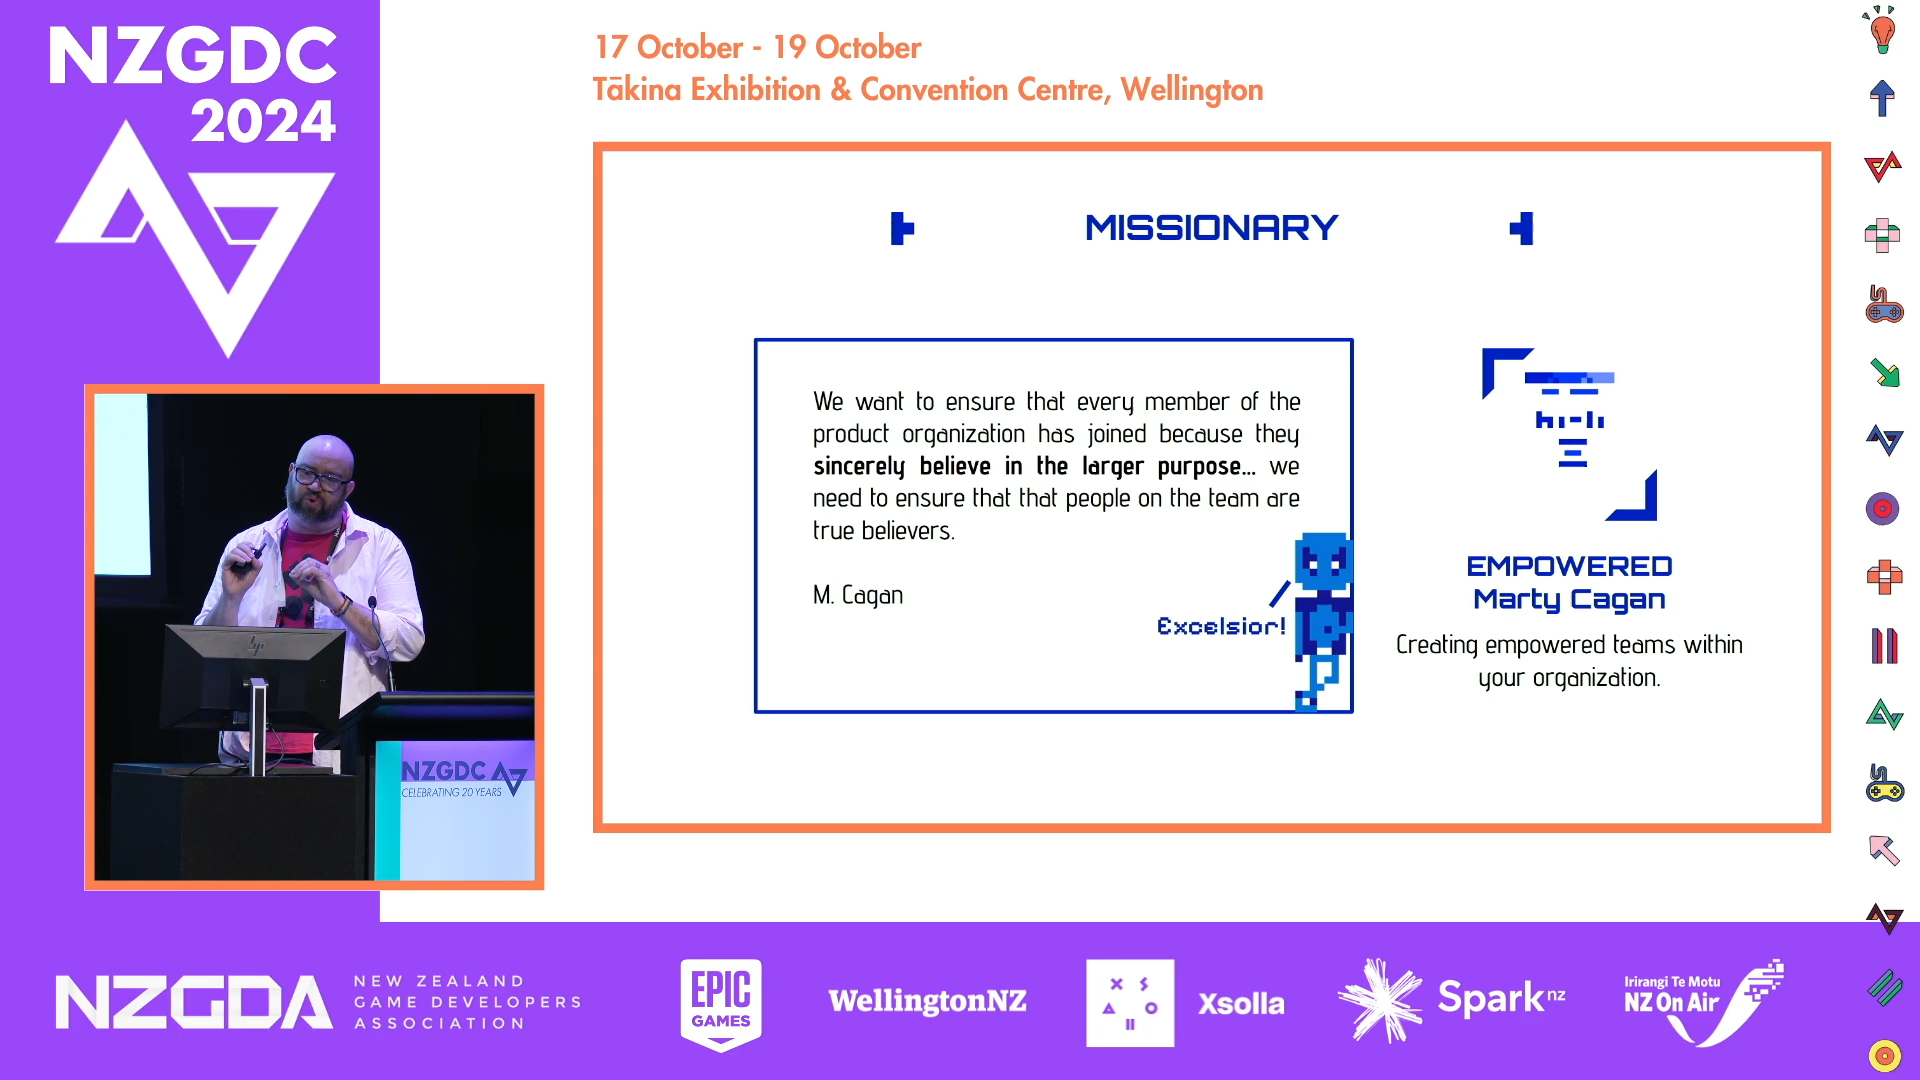 NZGDC
2024
17 October - 19 October
Tākina Exhibition & Convention Centre, Wellington
MISSIONARY
We want to ensure that every member of the
product organization has joined because they
sincerely believe in the larger purpose... we
need to ensure that that people on the team are
true believers.
M. Cagan
Excelsior!
EMPOWERED
Marty Cagan
Creating empowered teams within
your organization.
hp
NZGDC
CELEBRATING 20 YEARS
NZGDA
NEW ZEALAND
GAME DEVELOPERS
ASSOCIATION
EPIC
GAMES
WellingtonNZ
Xsolla
Spark nz
Irirangi Te Motu
NZ On Air